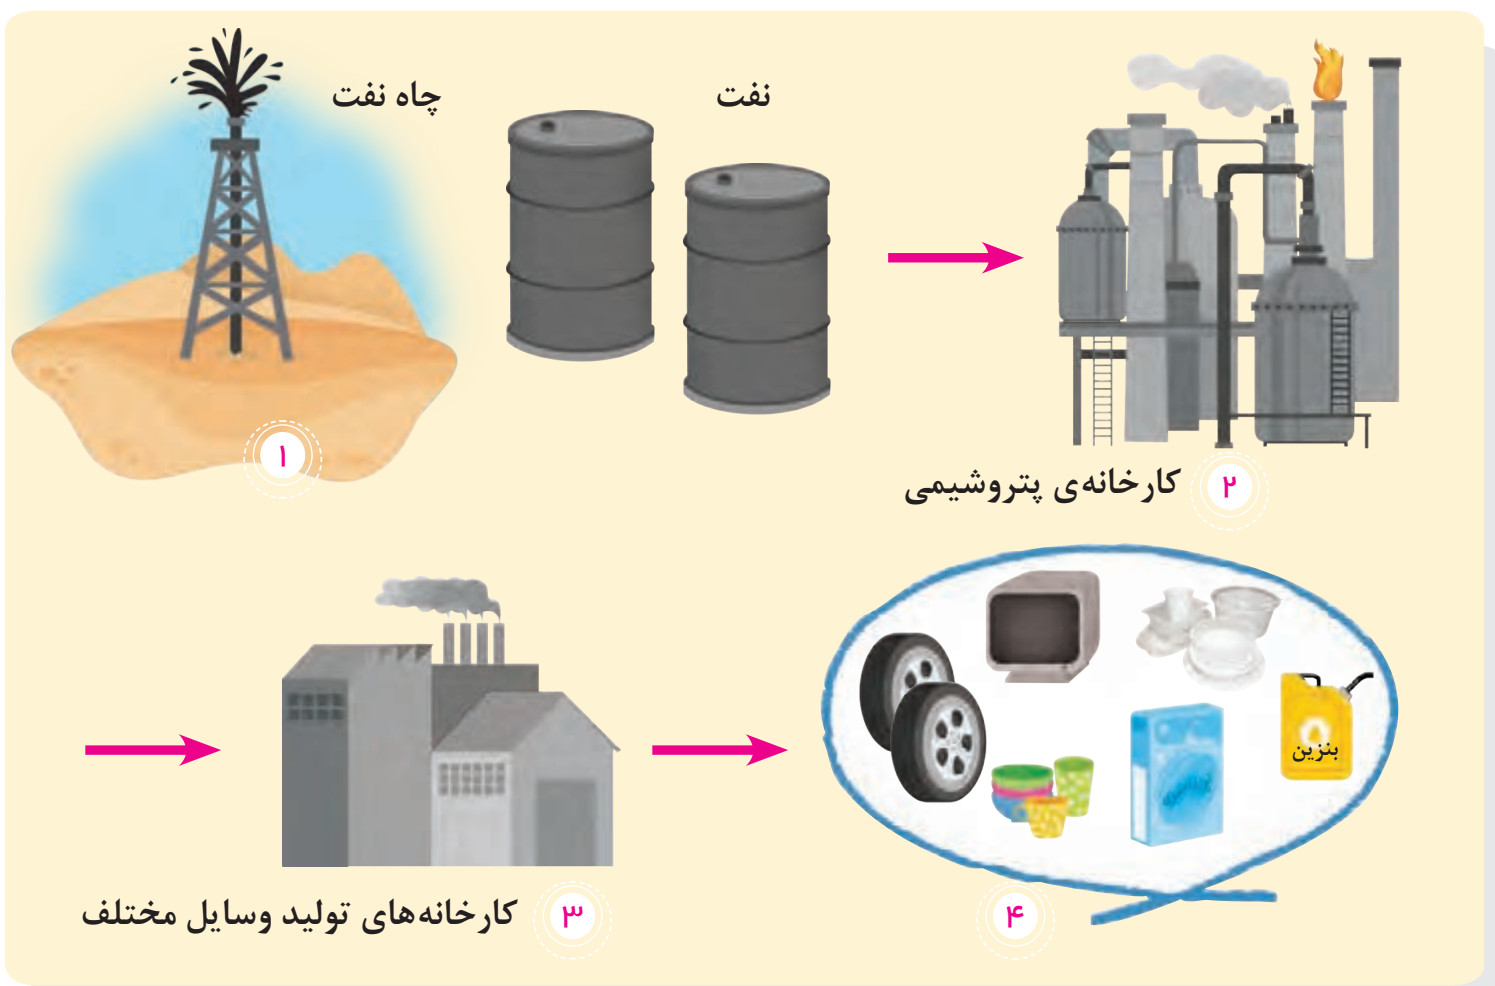 چاه نفت
نفت
۱
۲
کارخانه‌ی پتروشیمی
بنزین
۳
کارخانه‌های تولید وسایل مختلف
۴